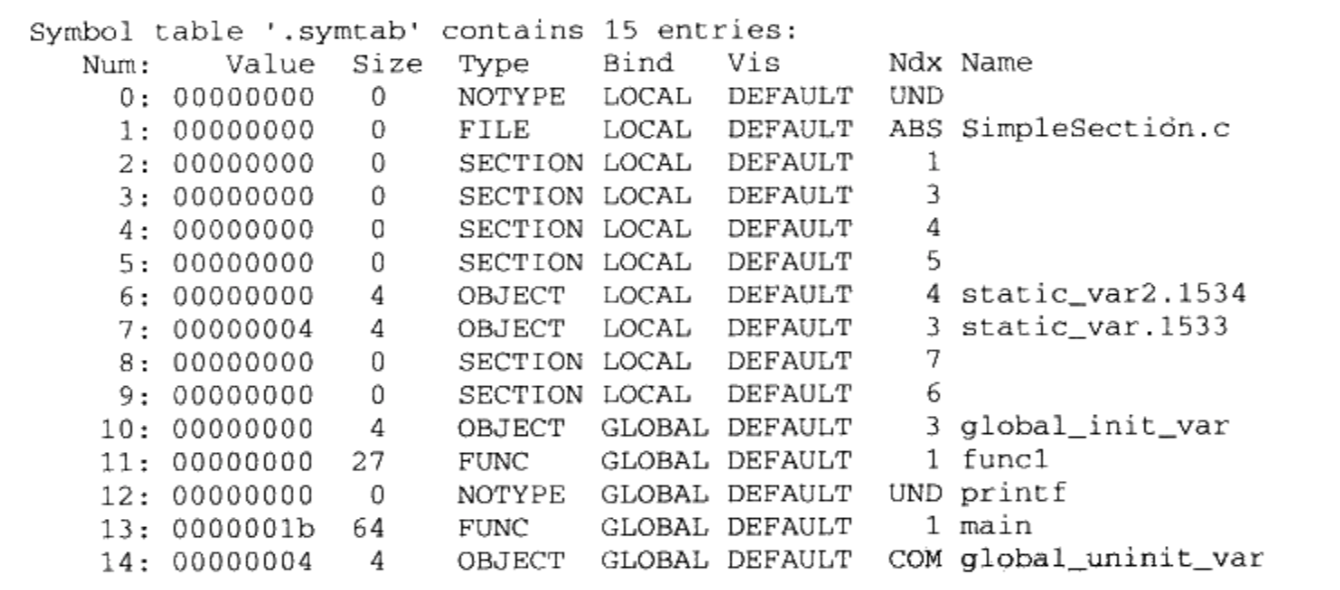 Symbol table '.symtab' contains 15 entries:
Num: Value Size Type Bind Vis Ndx Name
0: 00000000 0 NOTYPE LOCAL DEFAULT UND
1: 00000000 0 FILE LOCAL DEFAULT ABS SimpleSection.c
2: 00000000 0 SECTION LOCAL DEFAULT 1
3: 00000000 0 SECTION LOCAL DEFAULT 3
4: 00000000 0 SECTION LOCAL DEFAULT 4
5: 00000000 0 SECTION LOCAL DEFAULT 5
6: 00000000 4 OBJECT LOCAL DEFAULT 4 static_var2.1534
7: 00000004 4 OBJECT LOCAL DEFAULT 3 static_var.1533
8: 00000000 0 SECTION LOCAL DEFAULT 7
9: 00000000 0 SECTION LOCAL DEFAULT 6
10: 00000000 4 OBJECT GLOBAL DEFAULT 3 global_init_var
11: 00000000 27 FUNC GLOBAL DEFAULT 1 func1
12: 00000000 0 NOTYPE GLOBAL DEFAULT UND printf
13: 0000001b 64 FUNC GLOBAL DEFAULT 1 main
14: 00000004 4 OBJECT GLOBAL DEFAULT COM global_uninit_var